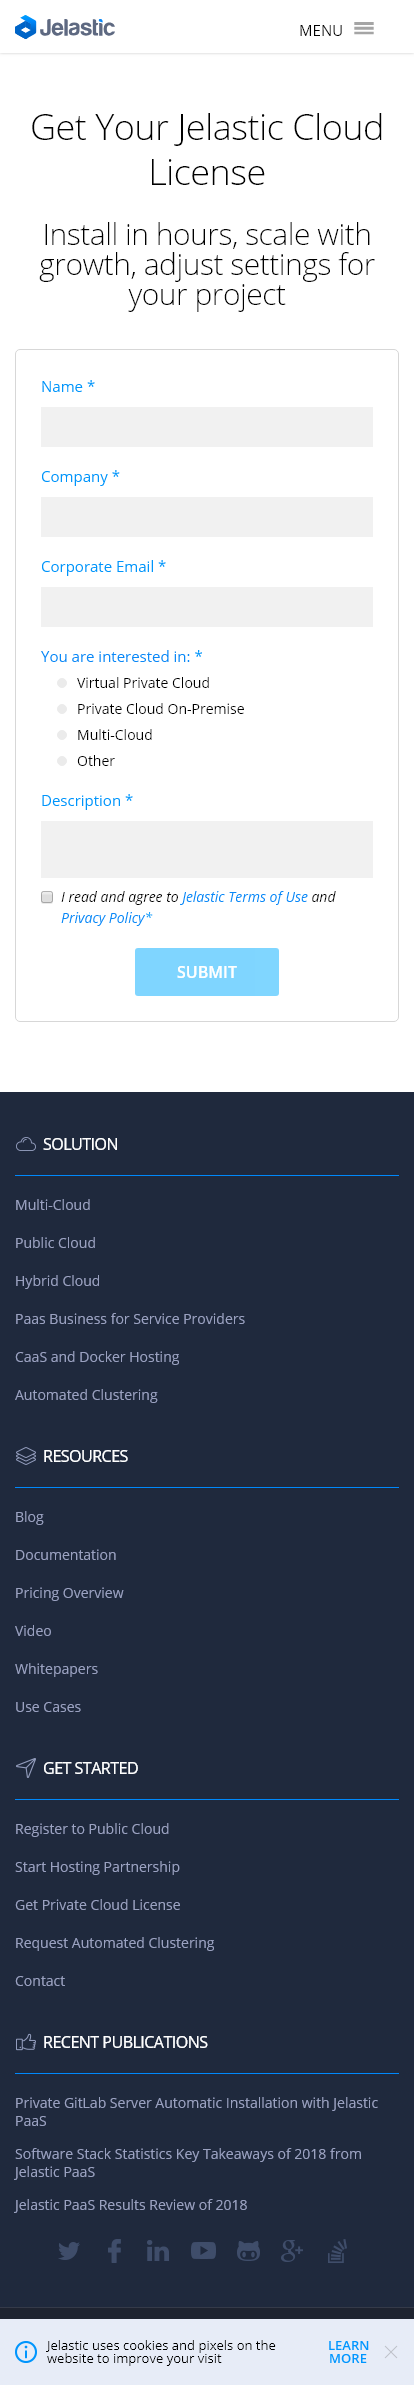 Jelastic
MENU
Get Your Jelastic Cloud
License
Install in hours, scale with
growth, adjust settings for
your project
Name *
Company *
Corporate Email *
You are interested in: *
Virtual Private Cloud
Private Cloud On-Premise
Multi-Cloud
Other
Description *
I read and agree to Jelastic Terms of Use and
Privacy Policy*
SUBMIT
SOLUTION
Multi-Cloud
Public Cloud
Hybrid Cloud
Paas Business for Service Providers
CaaS and Docker Hosting
Automated Clustering
RESOURCES
Blog
Documentation
Pricing Overview
Video
Whitepapers
Use Cases
GET STARTED
Register to Public Cloud
Start Hosting Partnership
Get Private Cloud License
Request Automated Clustering
Contact
RECENT PUBLICATIONS
Private GitLab Server Automatic Installation with Jelastic
PaaS
Software Stack Statistics Key Takeaways of 2018 from
Jelastic PaaS
Jelastic PaaS Results Review of 2018
Jelastic uses cookies and pixels on the
website to improve your visit
LEARN
MORE